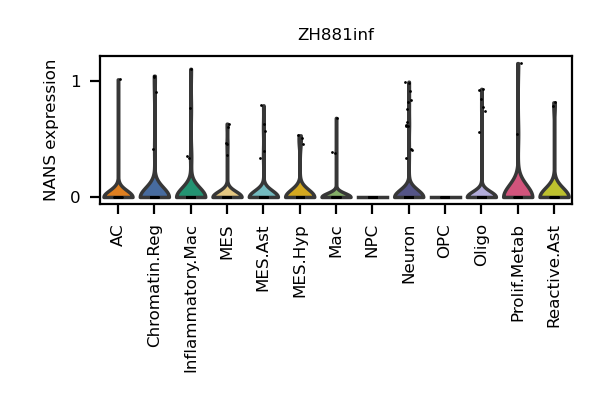 ZH881inf
NANS expression
1
0
AC
Chromatin.Reg
Inflammatory.Mac
MES
MES.Ast
MES.Hyp
Mac
NPC
Neuron
OPC
Oligo
Prolif.Metab
Reactive.Ast